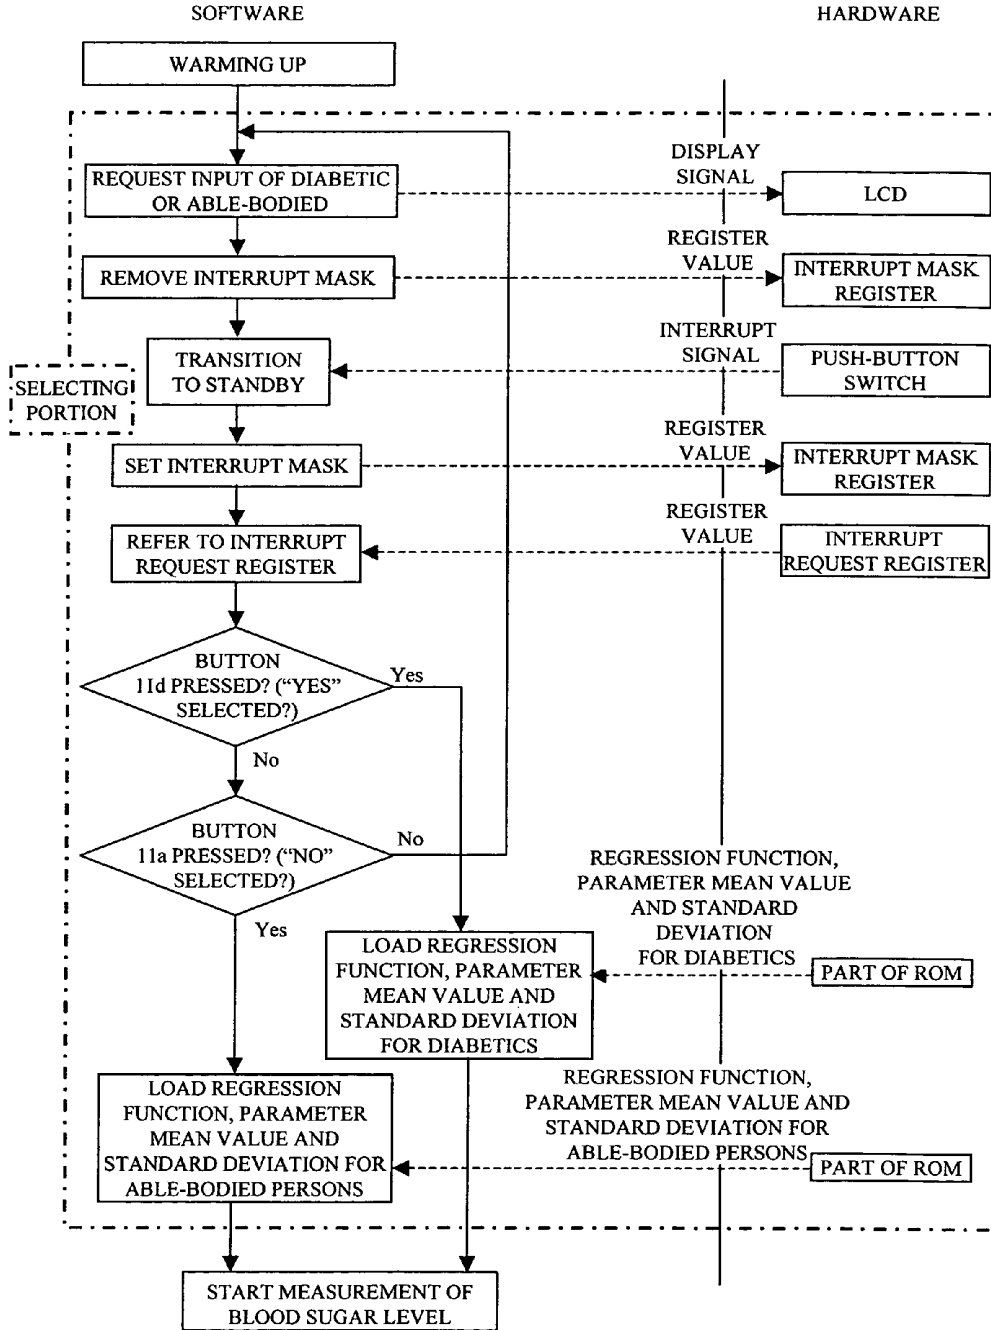 SOFTWARE
HARDWARE
WARMING UP
REQUEST INPUT OF DIABETIC
OR ABLE-BODIED
DISPLAY
SIGNAL
LCD
REMOVE INTERRUPT MASK
REGISTER
VALUE
INTERRUPT MASK
REGISTER
TRANSITION
TO STANDBY
INTERRUPT
SIGNAL
PUSH-BUTTON
SWITCH
SELECTING
PORTION
SET INTERRUPT MASK
REGISTER
VALUE
INTERRUPT MASK
REGISTER
REFER TO INTERRUPT
REQUEST REGISTER
REGISTER
VALUE
INTERRUPT
REQUEST REGISTER
BUTTON
11d PRESSED? (“YES”
SELECTED?)
Yes
No
BUTTON
11a PRESSED? (“NO”
SELECTED?)
No
Yes
REGRESSION FUNCTION,
PARAMETER MEAN VALUE
AND STANDARD
DEVIATION
FOR DIABETICS
LOAD REGRESSION
FUNCTION, PARAMETER
MEAN VALUE AND
STANDARD DEVIATION
FOR DIABETICS
PART OF ROM
LOAD REGRESSION
FUNCTION, PARAMETER
MEAN VALUE AND
STANDARD DEVIATION FOR
ABLE-BODIED PERSONS
REGRESSION FUNCTION,
PARAMETER MEAN VALUE AND
STANDARD DEVIATION FOR
ABLE-BODIED PERSONS
PART OF ROM
START MEASUREMENT OF
BLOOD SUGAR LEVEL